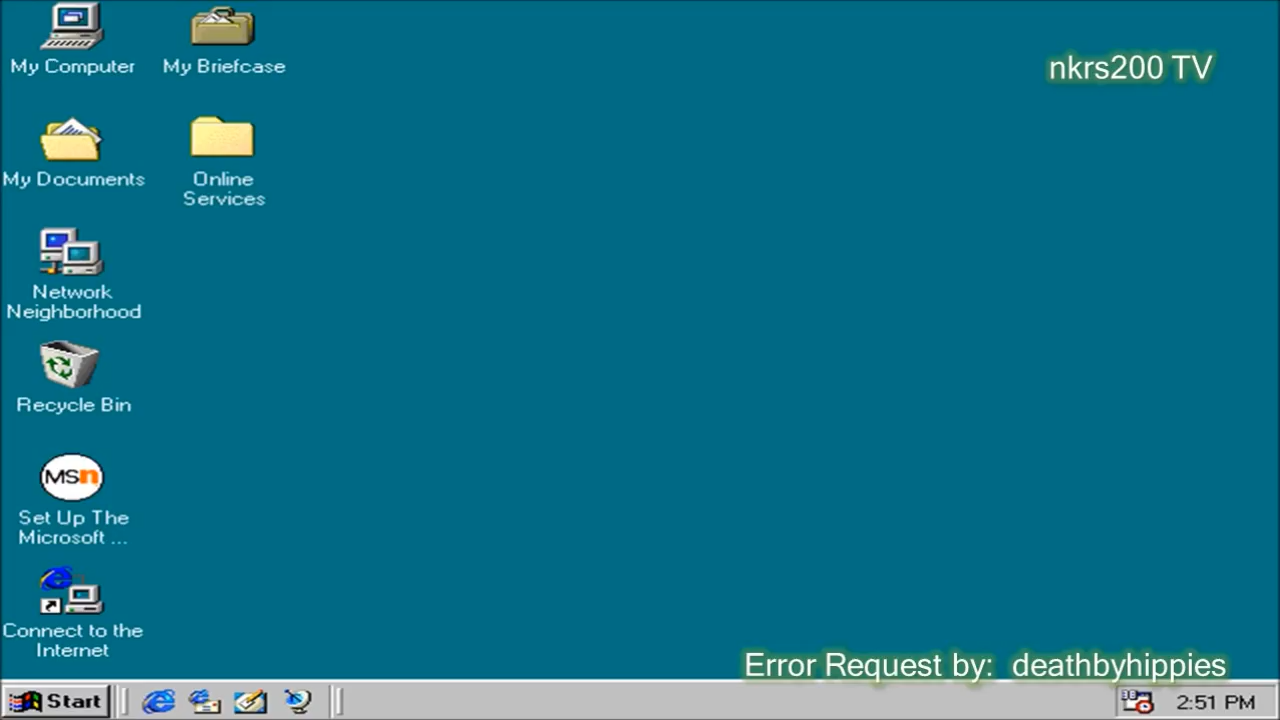 My Computer
My Briefcase
nkrs200 TV
My Documents
Online
Services
Network
Neighborhood
Recycle Bin
MSn
Set Up The
Microsoft ...
Connect to the
Internet
Error Request by:  deathbyhippies
Start
2:51 PM